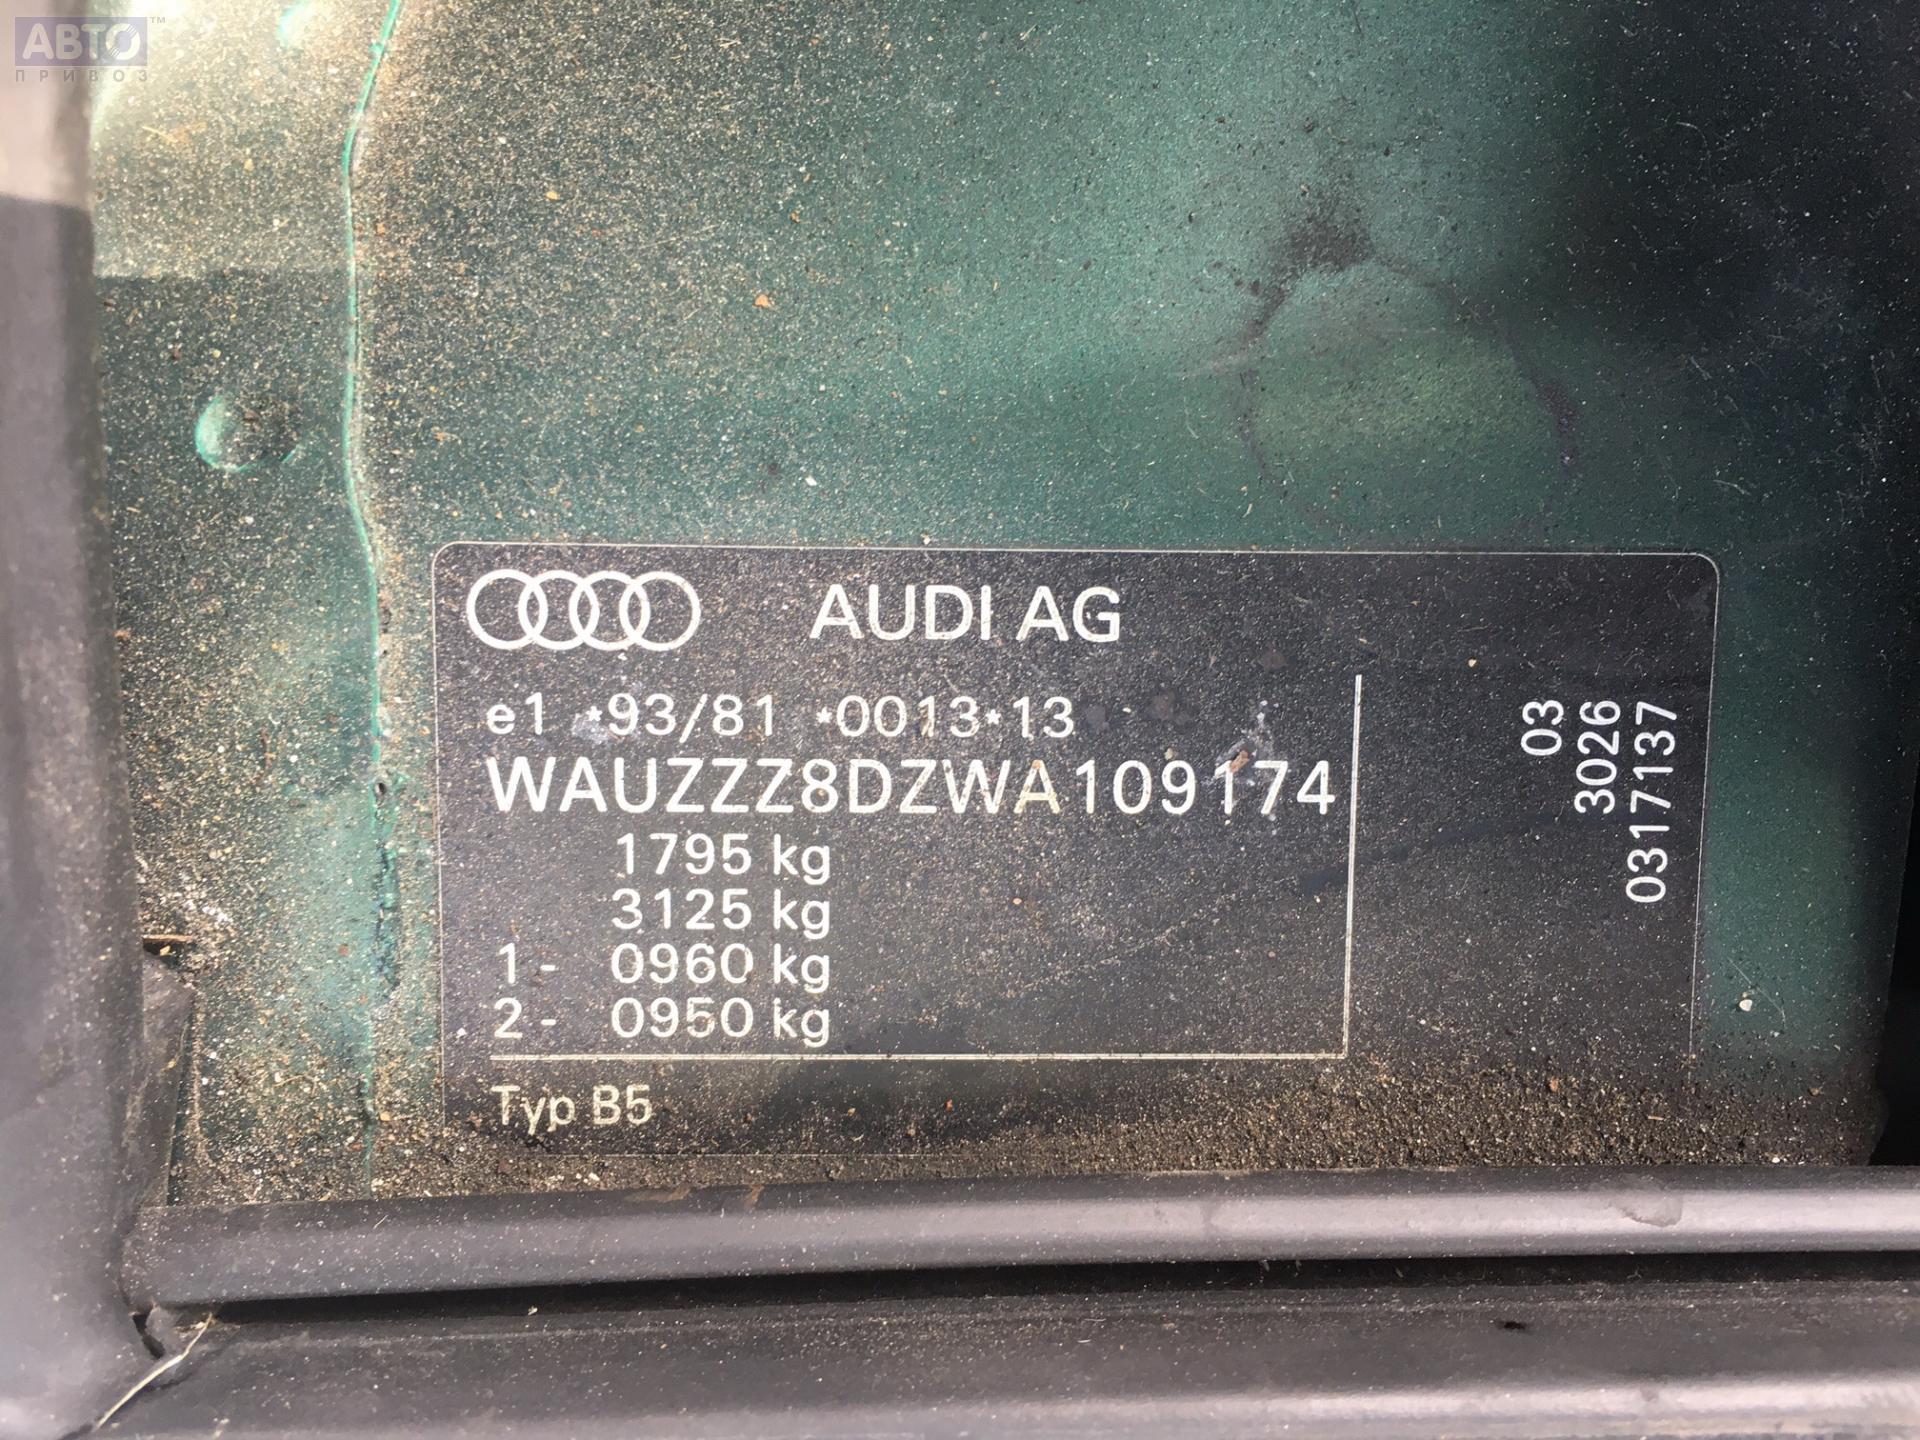 АВТО™
ПРИВОЗ
AUDI AG
e1 *93/81 *0013*13
WAUZZZ8DZWA109174
1795 kg
3125 kg
1- 0960 kg
2- 0950 kg
Typ B5
03
3026
0317137